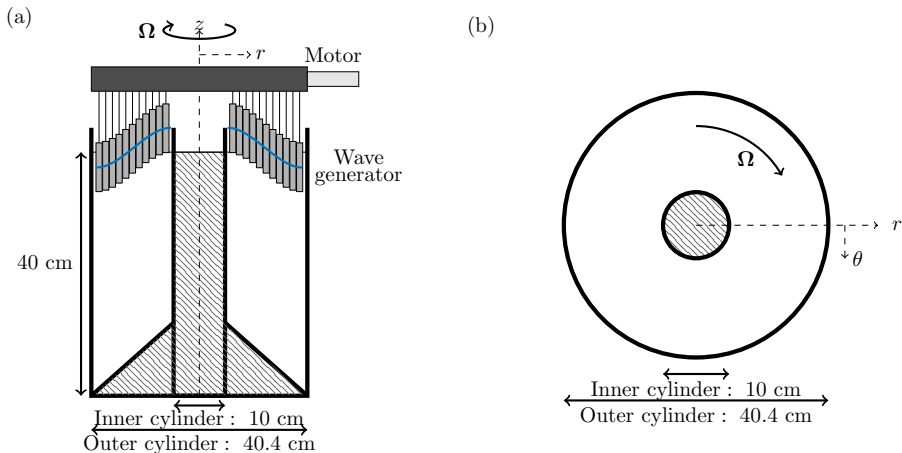 (a)
Ω
z
r
Motor
Wave
generator
40 cm
Inner cylinder : 10 cm
Outer cylinder : 40.4 cm
(b)
Ω
r
θ
Inner cylinder : 10 cm
Outer cylinder : 40.4 cm